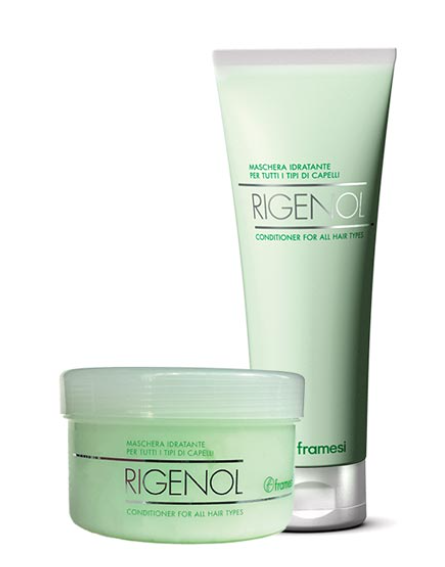 MASCHERA IDRATANTE
PER TUTTI I TIPI DI CAPELLI
RIGENOL
CONDITIONER FOR ALL HAIR TYPES
framesi
MASCHERA IDRATANTE
PER TUTTI I TIPI DI CAPELLI
RIGENOL
CONDITIONER FOR ALL HAIR TYPES
framesi